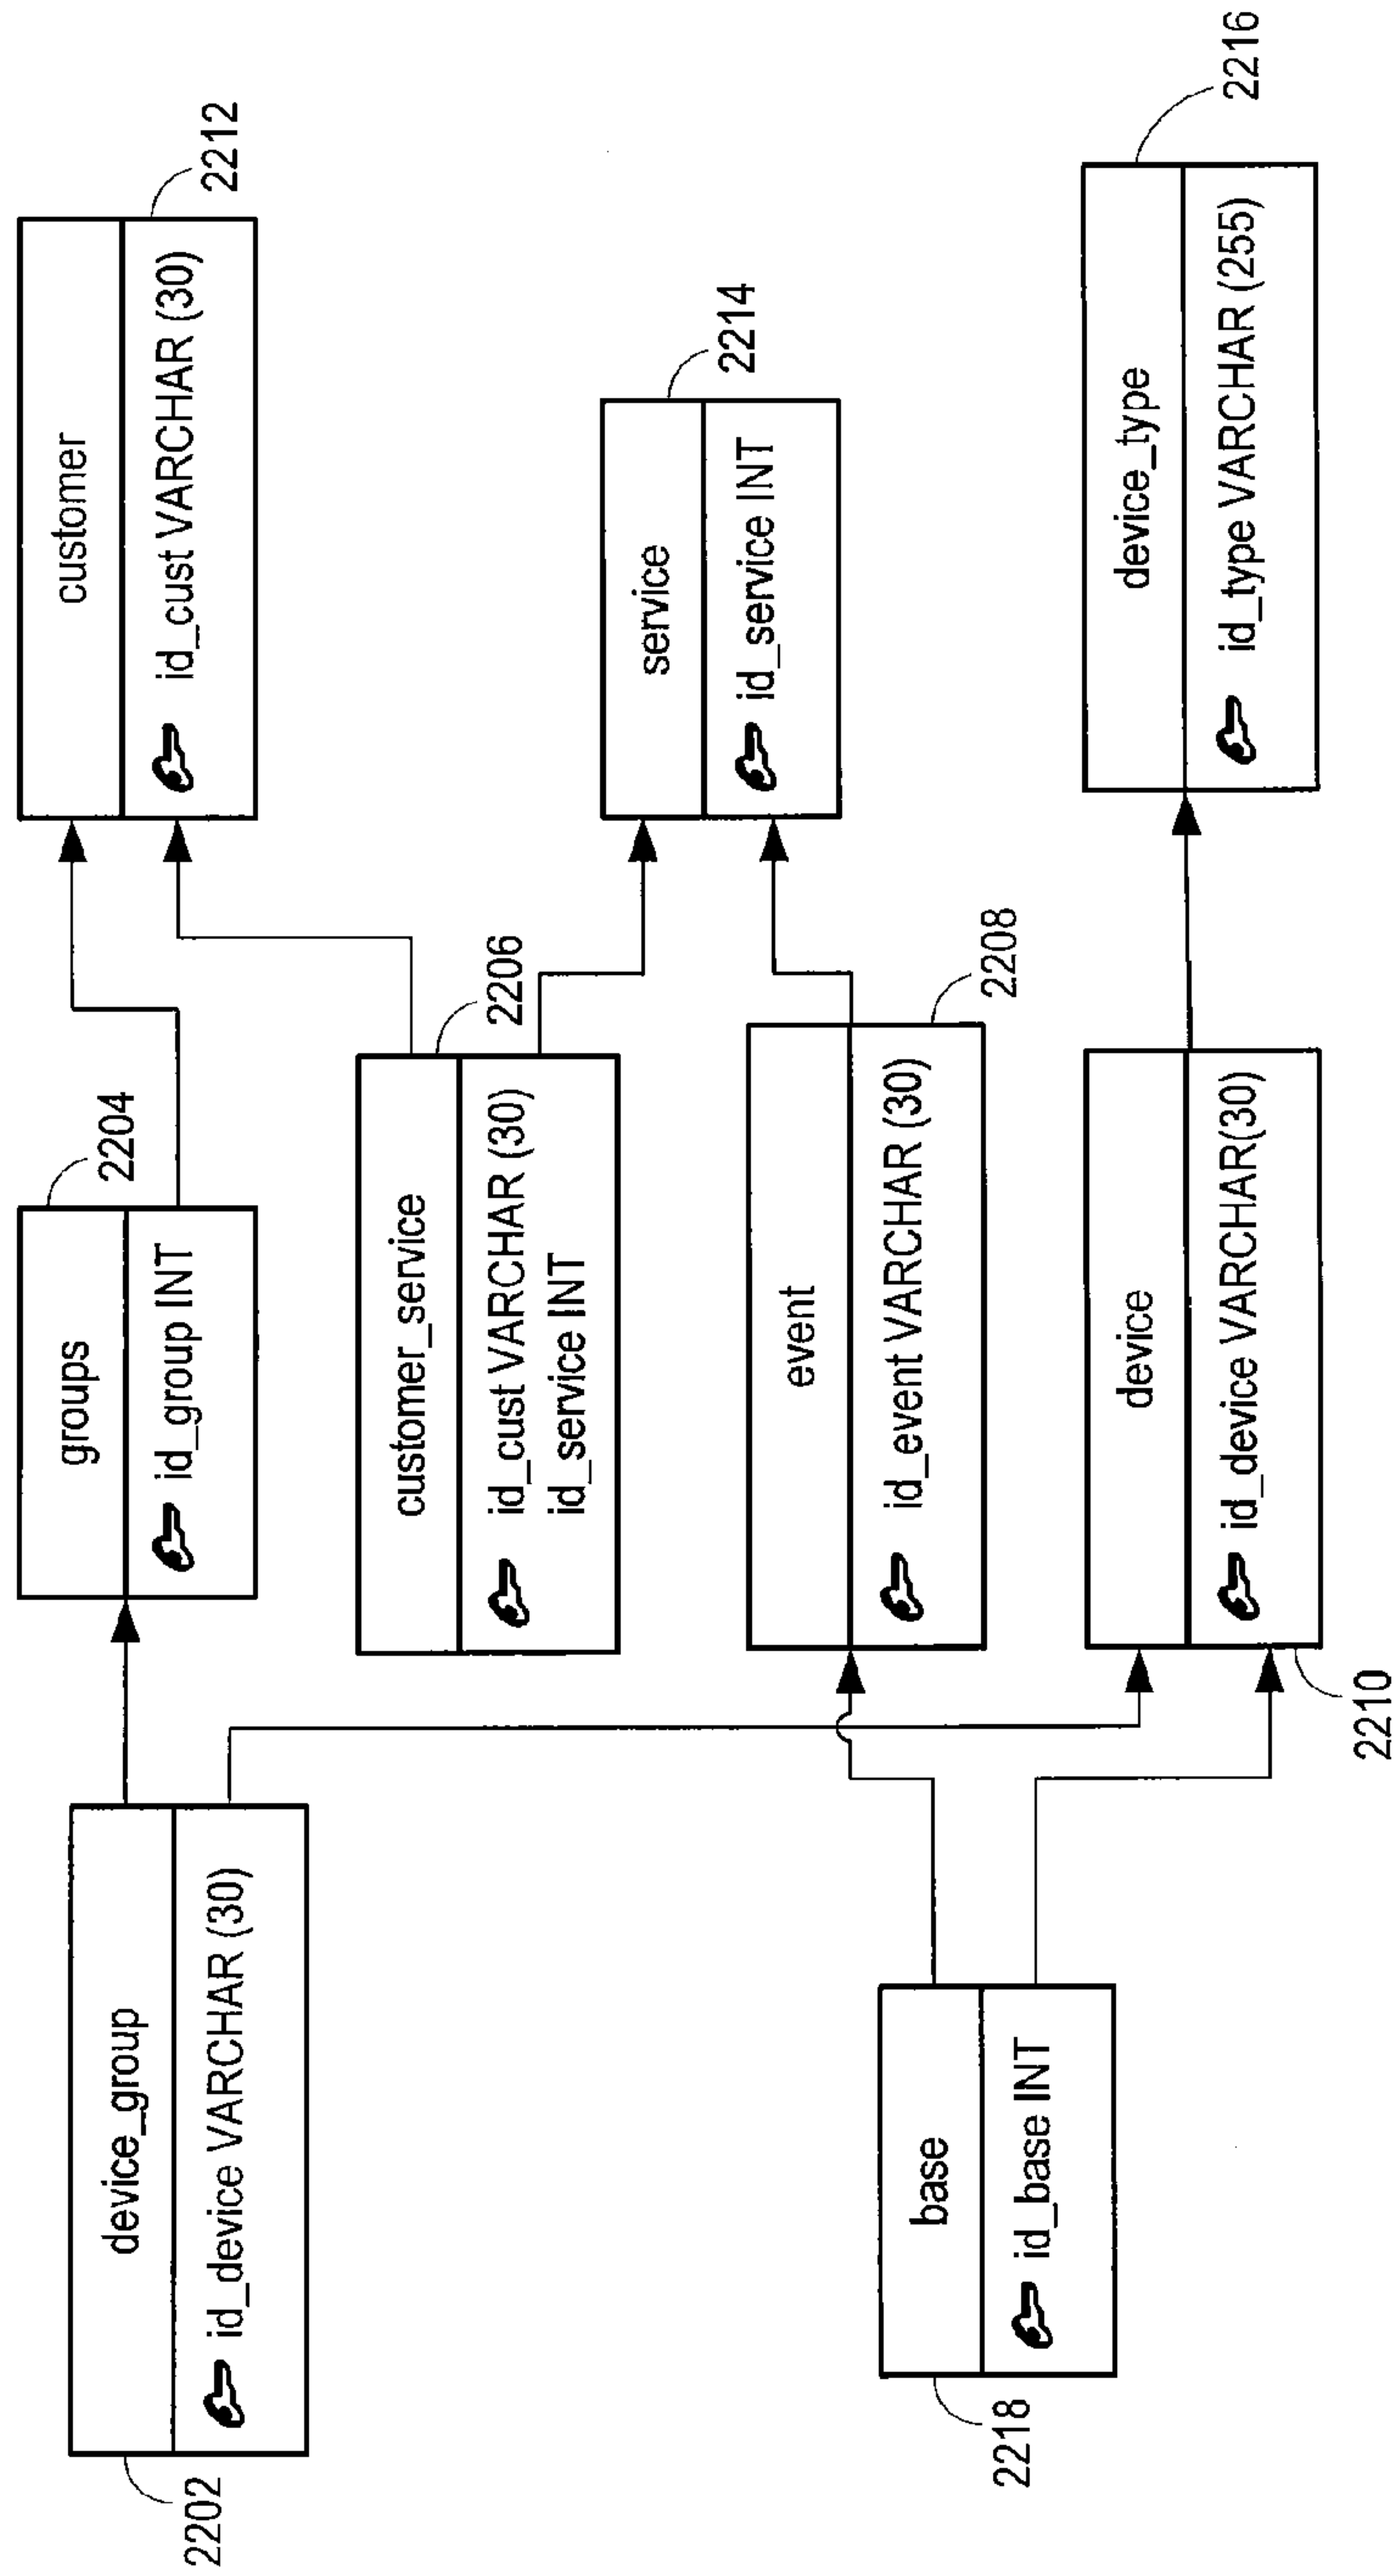 device_group
id_device VARCHAR (30)
2202
groups
id_group INT
2204
customer
id_cust VARCHAR (30)
2212
customer_service
id_cust VARCHAR (30)
id_service INT
2206
service
id_service INT
2214
event
id_event VARCHAR (30)
2208
base
id_base INT
2218
device
id_device VARCHAR(30)
2210
device_type
id_type VARCHAR (255)
2216